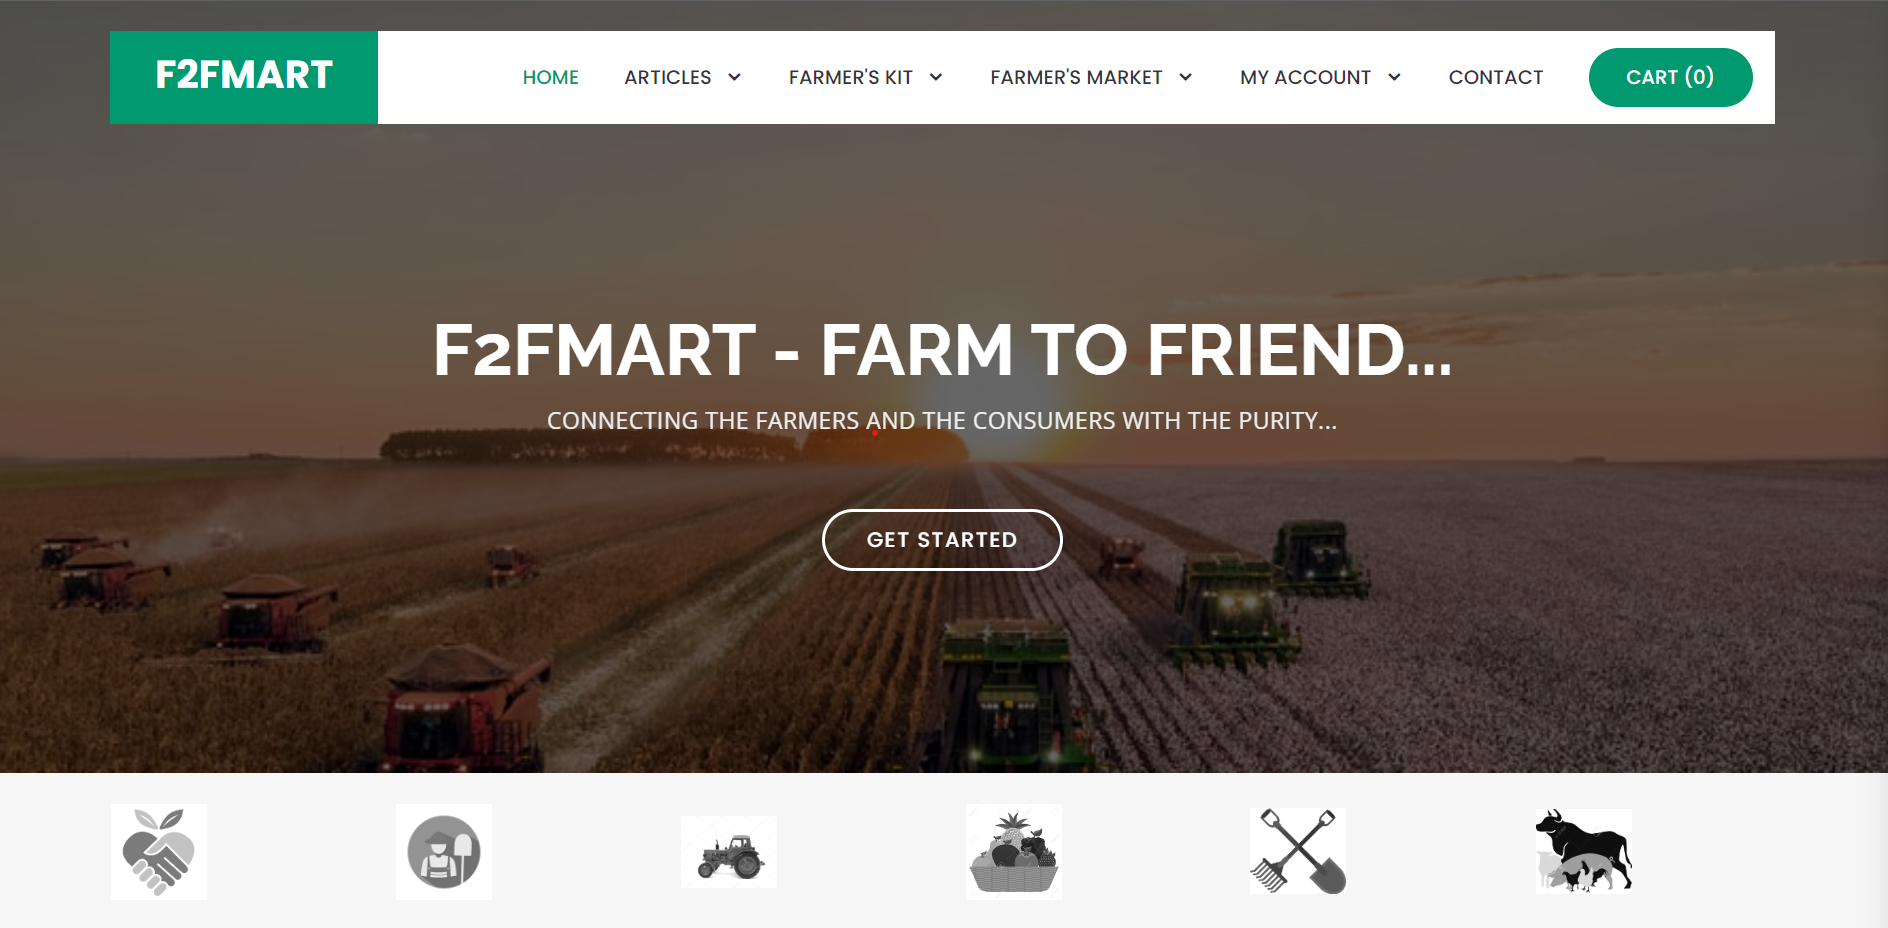 F2FMART
HOME ARTICLES FARMER'S KIT FARMER'S MARKET MY ACCOUNT CONTACT CART (0)
F2FMART - FARM TO FRIEND...
CONNECTING THE FARMERS AND THE CONSUMERS WITH THE PURITY...
GET STARTED